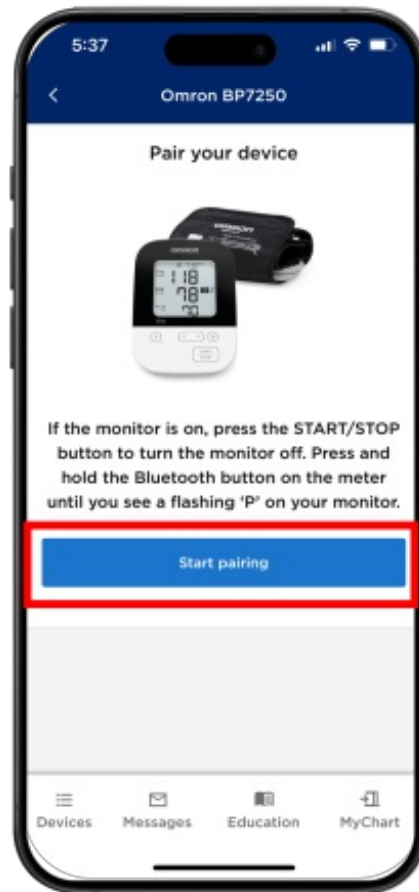 5:37
Omron BP7250
Pair your device
OMRON
118
78
70
If the monitor is on, press the START/STOP
button to turn the monitor off. Press and
hold the Bluetooth button on the meter
until you see a flashing ‘P’ on your monitor.
Start pairing
Devices Messages Education MyChart